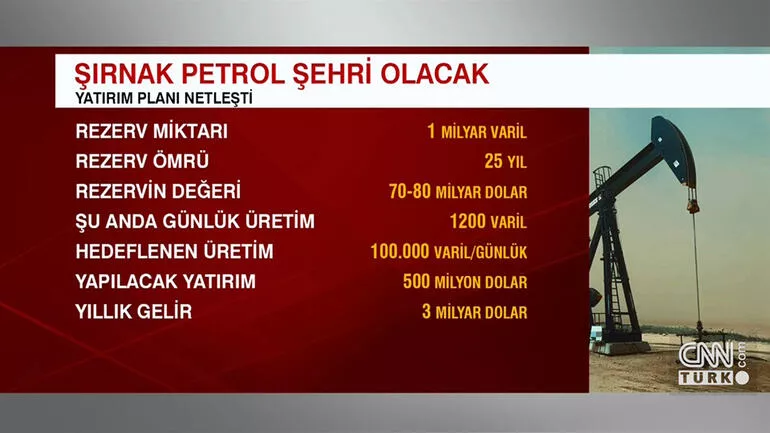 ŞIRNAK PETROL ŞEHRİ OLACAK
YATIRIM PLANI NETLEŞTİ
REZERV MİKTARI 1 MİLYAR VARİL
REZERV ÖMRÜ 25 YIL
REZERVİN DEĞERİ 70-80 MİLYAR DOLAR
ŞU ANDA GÜNLÜK ÜRETİM 1200 VARİL
HEDEFLENEN ÜRETİM 100.000 VARİL/GÜNLÜK
YAPILACAK YATIRIM 500 MİLYON DOLAR
YILLIK GELİR 3 MİLYAR DOLAR
CNN
TÜRK.com